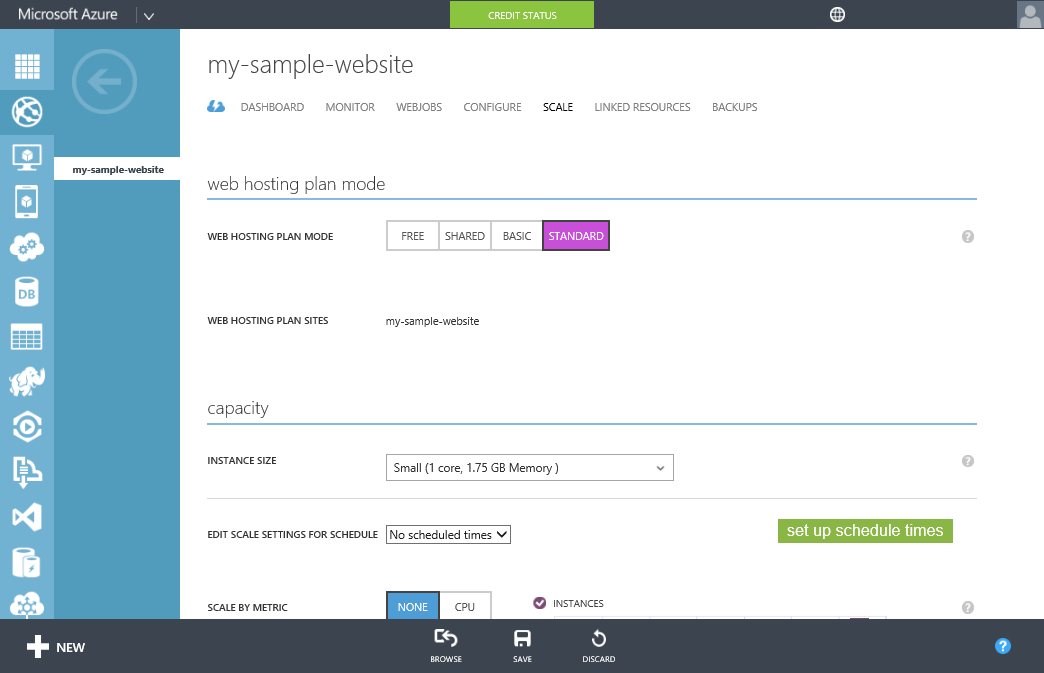 Microsoft Azure
CREDIT STATUS
my-sample-website
DASHBOARD MONITOR WEBJOBS CONFIGURE SCALE LINKED RESOURCES BACKUPS
my-sample-website
web hosting plan mode
WEB HOSTING PLAN MODE FREE SHARED BASIC STANDARD ?
WEB HOSTING PLAN SITES my-sample-website
capacity
INSTANCE SIZE Small (1 core, 1.75 GB Memory ) ?
EDIT SCALE SETTINGS FOR SCHEDULE No scheduled times set up schedule times
SCALE BY METRIC NONE CPU INSTANCES ?
DB
NEW BROWSE SAVE DISCARD ?